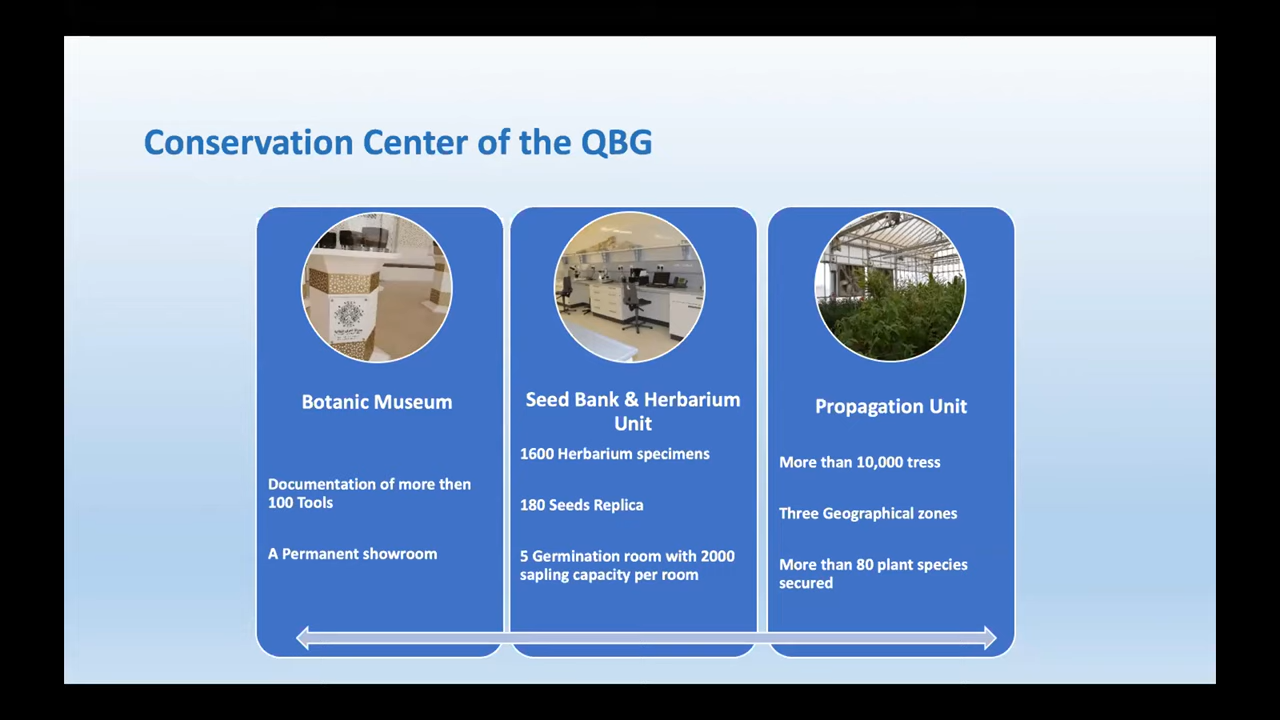 Conservation Center of the QBG
Botanic Museum
Documentation of more then
100 Tools
A Permanent showroom
Seed Bank & Herbarium
Unit
1600 Herbarium specimens
180 Seeds Replica
5 Germination room with 2000
sapling capacity per room
Propagation Unit
More than 10,000 tress
Three Geographical zones
More than 80 plant species
secured